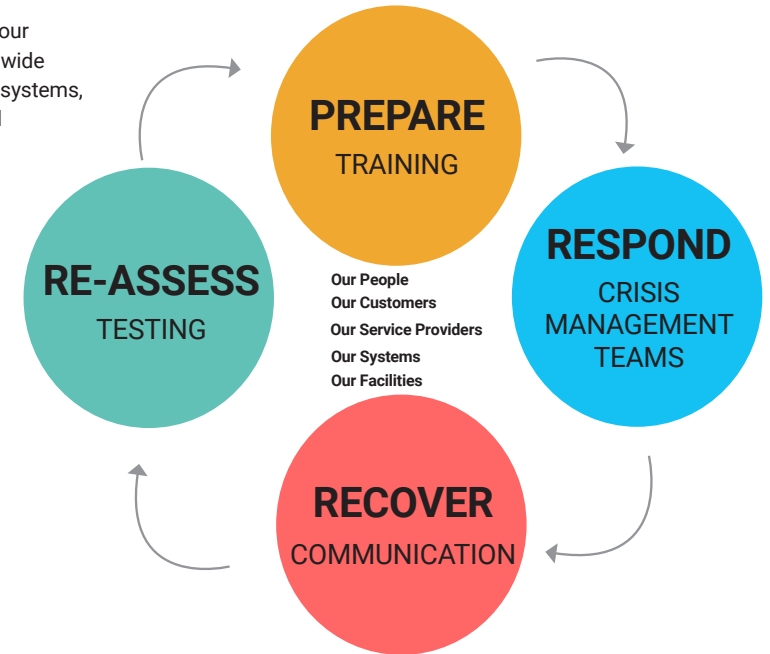 our
wide
systems,
PREPARE
TRAINING
RESPOND
CRISIS
MANAGEMENT
TEAMS
RE-ASSESS
TESTING
Our People
Our Customers
Our Service Providers
Our Systems
Our Facilities
RECOVER
COMMUNICATION